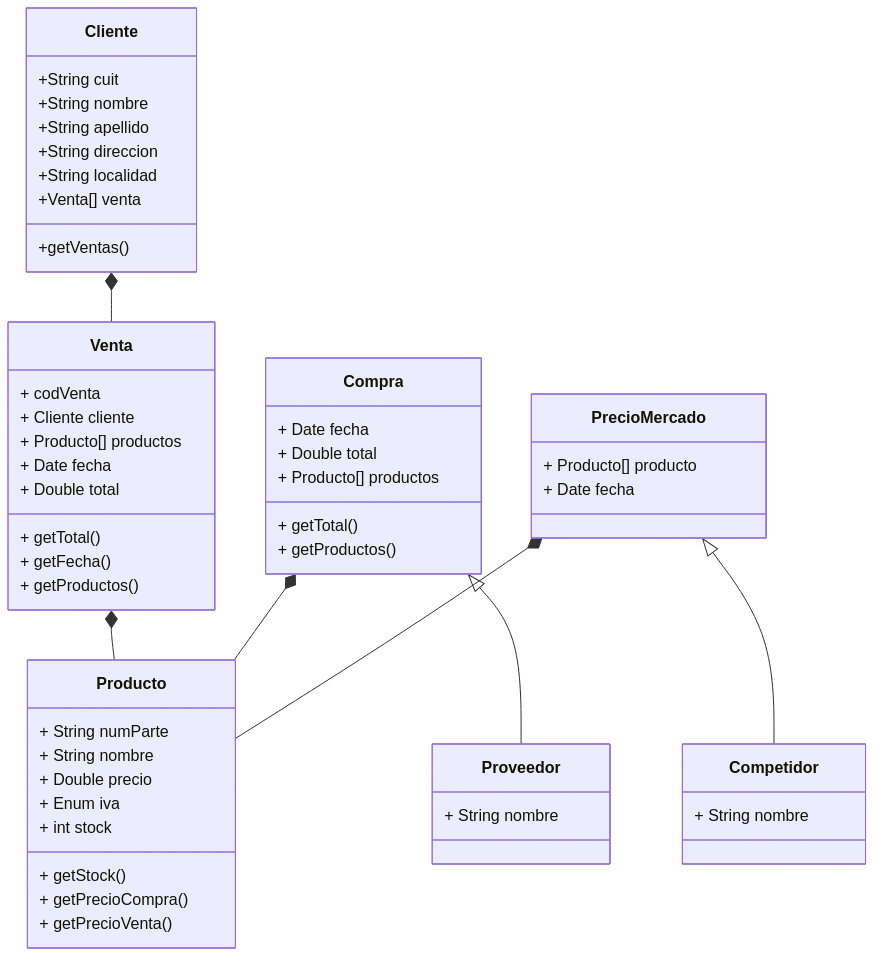 Cliente
+String cuit
+String nombre
+String apellido
+String direccion
+String localidad
+Venta[] venta
+getVentas()
Venta
+ codVenta
+ Cliente cliente
+ Producto[] productos
+ Date fecha
+ Double total
+ getTotal()
+ getFecha()
+ getProductos()
Compra
+ Date fecha
+ Double total
+ Producto[] productos
+ getTotal()
+ getProductos()
PrecioMercado
+ Producto[] producto
+ Date fecha
Producto
+ String numParte
+ String nombre
+ Double precio
+ Enum iva
+ int stock
+ getStock()
+ getPrecioCompra()
+ getPrecioVenta()
Proveedor
+ String nombre
Competidor
+ String nombre